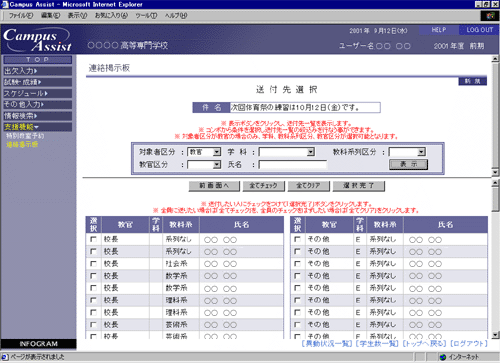 Campus Assist - Microsoft Internet Explorer
ファイル(F) 編集(E) 表示(V) お気に入り(A) ツール(T) ヘルプ(H)
Campus Assist
2001年 9月12日(水) HELP LOG OUT
○○○○高等専門学校 ユーザー名○○ ○○ 2001年度 前期
TOP
出欠入力
試験・成績
スケジュール
その他入力
情報検索
支援機能
特別教室予約
連絡掲示板
連絡掲示板
新規
送付先選択
件名 次回体育祭の練習は10月12日(金)です。
※ 表示ボタンをクリックし、送付先一覧を表示します。
※ コンボから条件を選択し送付先一覧の絞込みを行なう事ができます。
※ 対象者区分が教官の場合のみ、学科、教科系列区分、教官区分が選択可能となります。
対象者区分 : 教官 学科 : 教科系列区分 :
教官区分 : 氏名 : 表示
前画面へ 全てチェック 全てクリア 選択完了
※ 送付したい人にチェックをつけて「選択完了」ボタンをクリックします。
※ 全員に送りたい場合は「全てチェック」を、全員のチェックをはずしたい場合は「全てクリア」をクリックします。
選択 教官 学科 教科系 氏名 選択 教官 学科 教科系 氏名
校長 系列なし ○○ ○○ その他 E 系列なし ○○ ○○
校長 系列なし ○○ ○○ その他 E 系列なし ○○ ○○
校長 社会系 ○○ ○○ その他 E 系列なし ○○ ○○
校長 数学系 ○○ ○○ その他 E 系列なし ○○ ○○
校長 数学系 ○○ ○○ その他 E 系列なし ○○ ○○
校長 理科系 ○○ ○○ その他 E 系列なし ○○ ○○
校長 理科系 ○○ ○○ その他 E 系列なし ○○ ○○
校長 芸術系 ○○ ○○ その他 E 系列なし ○○ ○○
校長 芸術系 ○○ ○○ その他 E 系列なし ○○ ○○
INFOGRAM
[異動状況一覧] [学生数一覧] [トップへ戻る] [ログアウト]
ページが表示されました インターネット